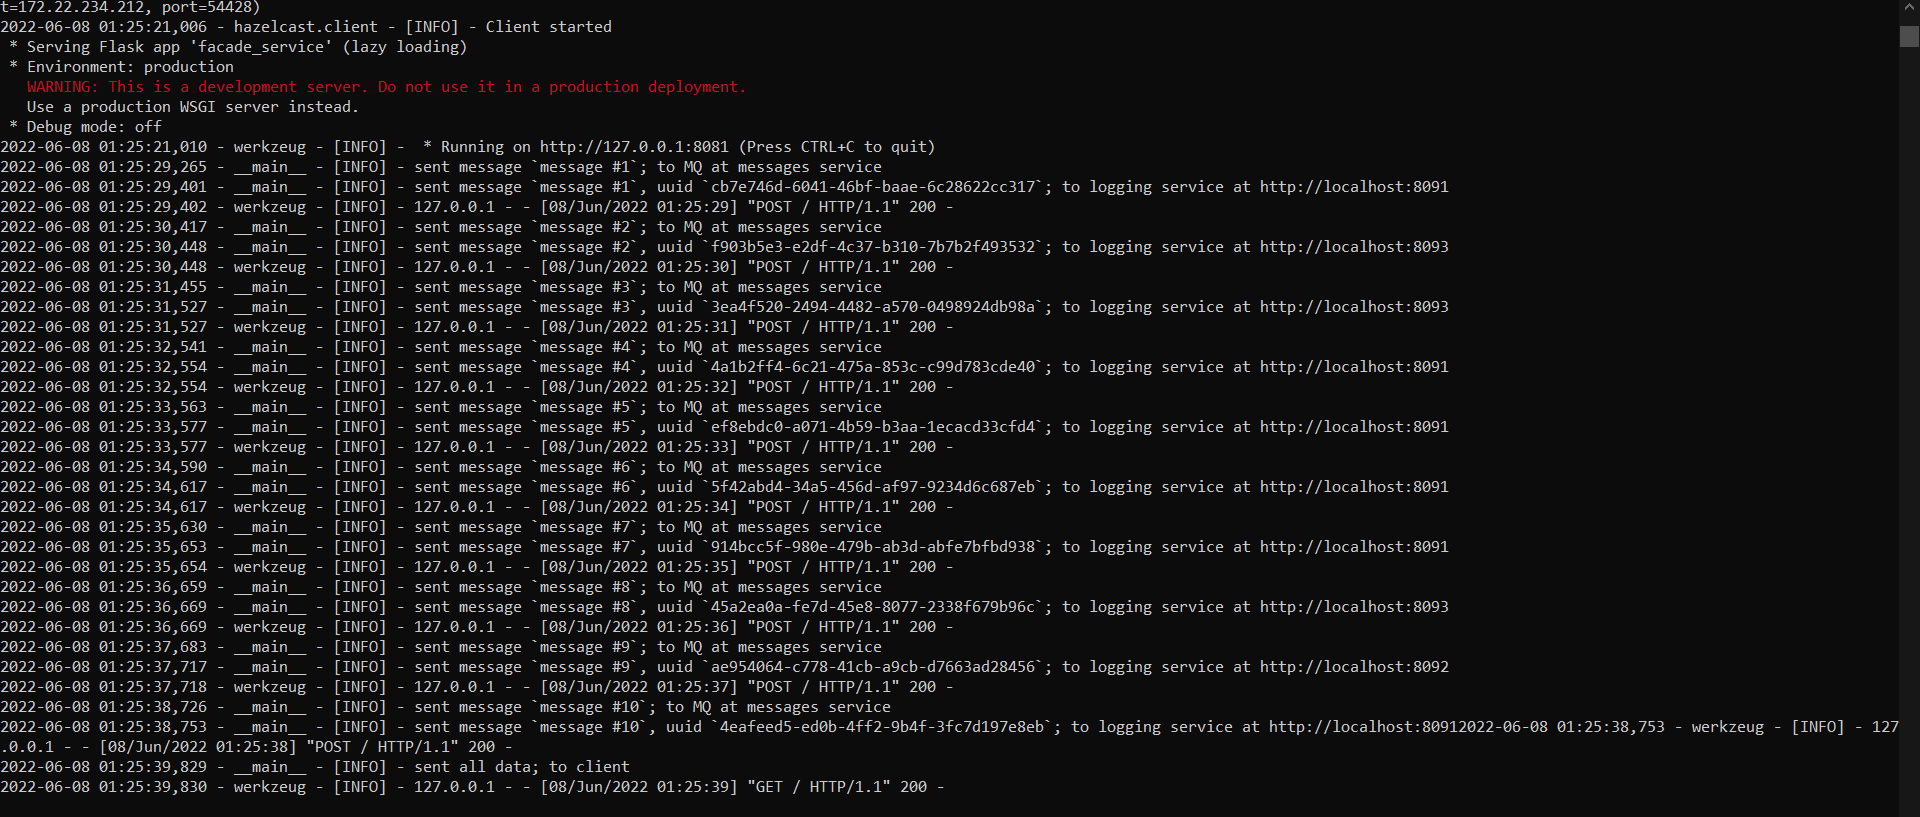 t=172.22.234.212, port=54428)
2022-06-08 01:25:21,006 - hazelcast.client - [INFO] - Client started
 * Serving Flask app 'facade_service' (lazy loading)
 * Environment: production
   WARNING: This is a development server. Do not use it in a production deployment.
   Use a production WSGI server instead.
 * Debug mode: off
2022-06-08 01:25:21,010 - werkzeug - [INFO] -  * Running on http://127.0.0.1:8081 (Press CTRL+C to quit)
2022-06-08 01:25:29,265 - __main__ - [INFO] - sent message `message #1`; to MQ at messages service
2022-06-08 01:25:29,401 - __main__ - [INFO] - sent message `message #1`, uuid `cb7e746d-6041-46bf-baae-6c28622cc317`; to logging service at http://localhost:8091
2022-06-08 01:25:29,402 - werkzeug - [INFO] - 127.0.0.1 - - [08/Jun/2022 01:25:29] "POST / HTTP/1.1" 200 -
2022-06-08 01:25:30,417 - __main__ - [INFO] - sent message `message #2`; to MQ at messages service
2022-06-08 01:25:30,448 - __main__ - [INFO] - sent message `message #2`, uuid `f903b5e3-e2df-4c37-b310-7b7b2f493532`; to logging service at http://localhost:8093
2022-06-08 01:25:30,448 - werkzeug - [INFO] - 127.0.0.1 - - [08/Jun/2022 01:25:30] "POST / HTTP/1.1" 200 -
2022-06-08 01:25:31,455 - __main__ - [INFO] - sent message `message #3`; to MQ at messages service
2022-06-08 01:25:31,527 - __main__ - [INFO] - sent message `message #3`, uuid `3ea4f520-2494-4482-a570-0498924db98a`; to logging service at http://localhost:8093
2022-06-08 01:25:31,527 - werkzeug - [INFO] - 127.0.0.1 - - [08/Jun/2022 01:25:31] "POST / HTTP/1.1" 200 -
2022-06-08 01:25:32,541 - __main__ - [INFO] - sent message `message #4`; to MQ at messages service
2022-06-08 01:25:32,554 - __main__ - [INFO] - sent message `message #4`, uuid `4a1b2ff4-6c21-475a-853c-c99d783cde40`; to logging service at http://localhost:8091
2022-06-08 01:25:32,554 - werkzeug - [INFO] - 127.0.0.1 - - [08/Jun/2022 01:25:32] "POST / HTTP/1.1" 200 -
2022-06-08 01:25:33,563 - __main__ - [INFO] - sent message `message #5`; to MQ at messages service
2022-06-08 01:25:33,577 - __main__ - [INFO] - sent message `message #5`, uuid `ef8ebdc0-a071-4b59-b3aa-1ecacd33cfd4`; to logging service at http://localhost:8091
2022-06-08 01:25:33,577 - werkzeug - [INFO] - 127.0.0.1 - - [08/Jun/2022 01:25:33] "POST / HTTP/1.1" 200 -
2022-06-08 01:25:34,590 - __main__ - [INFO] - sent message `message #6`; to MQ at messages service
2022-06-08 01:25:34,617 - __main__ - [INFO] - sent message `message #6`, uuid `5f42abd4-34a5-456d-af97-9234d6c687eb`; to logging service at http://localhost:8091
2022-06-08 01:25:34,617 - werkzeug - [INFO] - 127.0.0.1 - - [08/Jun/2022 01:25:34] "POST / HTTP/1.1" 200 -
2022-06-08 01:25:35,630 - __main__ - [INFO] - sent message `message #7`; to MQ at messages service
2022-06-08 01:25:35,653 - __main__ - [INFO] - sent message `message #7`, uuid `914bcc5f-980e-479b-ab3d-abfe7bfbd938`; to logging service at http://localhost:8091
2022-06-08 01:25:35,654 - werkzeug - [INFO] - 127.0.0.1 - - [08/Jun/2022 01:25:35] "POST / HTTP/1.1" 200 -
2022-06-08 01:25:36,659 - __main__ - [INFO] - sent message `message #8`; to MQ at messages service
2022-06-08 01:25:36,669 - __main__ - [INFO] - sent message `message #8`, uuid `45a2ea0a-fe7d-45e8-8077-2338f679b96c`; to logging service at http://localhost:8093
2022-06-08 01:25:36,669 - werkzeug - [INFO] - 127.0.0.1 - - [08/Jun/2022 01:25:36] "POST / HTTP/1.1" 200 -
2022-06-08 01:25:37,683 - __main__ - [INFO] - sent message `message #9`; to MQ at messages service
2022-06-08 01:25:37,717 - __main__ - [INFO] - sent message `message #9`, uuid `ae954064-c778-41cb-a9cb-d7663ad28456`; to logging service at http://localhost:8092
2022-06-08 01:25:37,718 - werkzeug - [INFO] - 127.0.0.1 - - [08/Jun/2022 01:25:37] "POST / HTTP/1.1" 200 -
2022-06-08 01:25:38,726 - __main__ - [INFO] - sent message `message #10`; to MQ at messages service
2022-06-08 01:25:38,753 - __main__ - [INFO] - sent message `message #10`, uuid `4eafeed5-ed0b-4ff2-9b4f-3fc7d197e8eb`; to logging service at http://localhost:80912022-06-08 01:25:38,753 - werkzeug - [INFO] - 127
.0.0.1 - - [08/Jun/2022 01:25:38] "POST / HTTP/1.1" 200 -
2022-06-08 01:25:39,829 - __main__ - [INFO] - sent all data; to client
2022-06-08 01:25:39,830 - werkzeug - [INFO] - 127.0.0.1 - - [08/Jun/2022 01:25:39] "GET / HTTP/1.1" 200 -